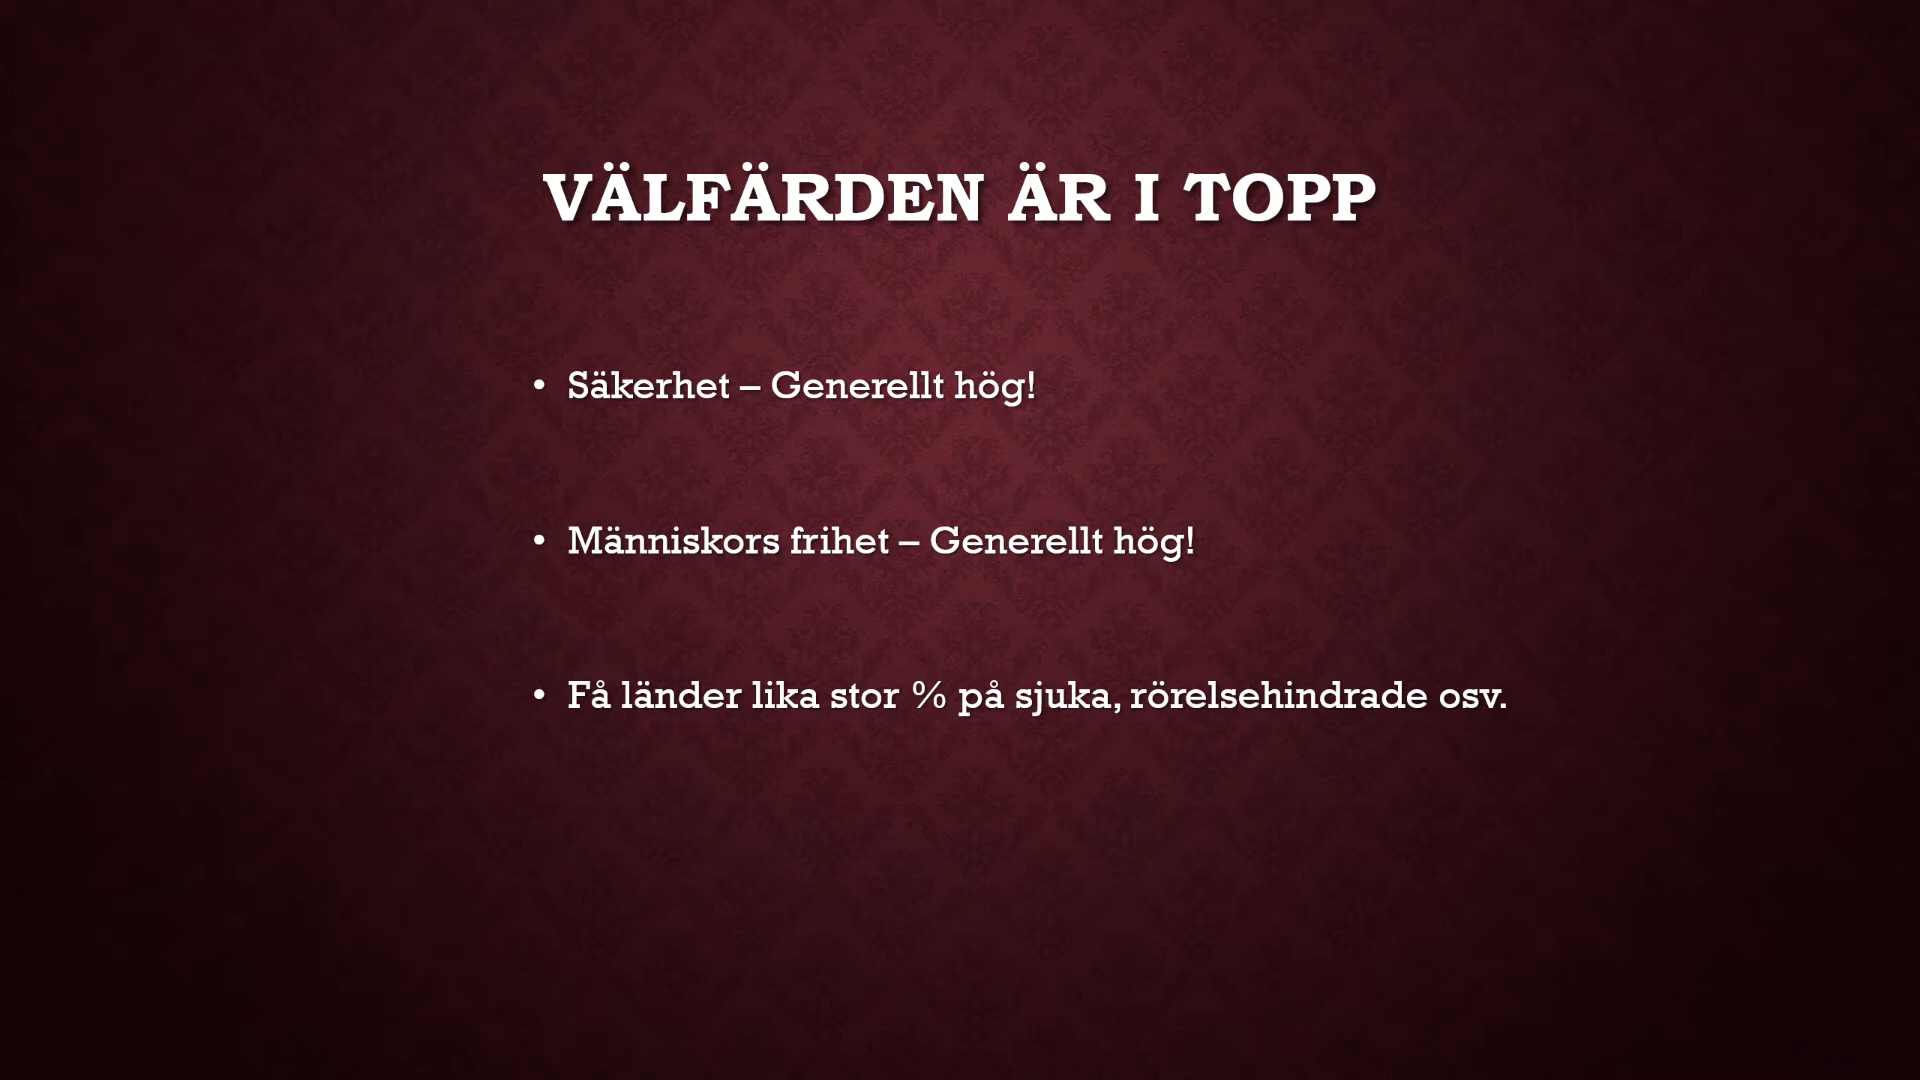 VÄLFÄRDEN ÄR I TOPP
• Säkerhet – Generellt hög!
• Människors frihet – Generellt hög!
• Få länder lika stor % på sjuka, rörelsehindrade osv.